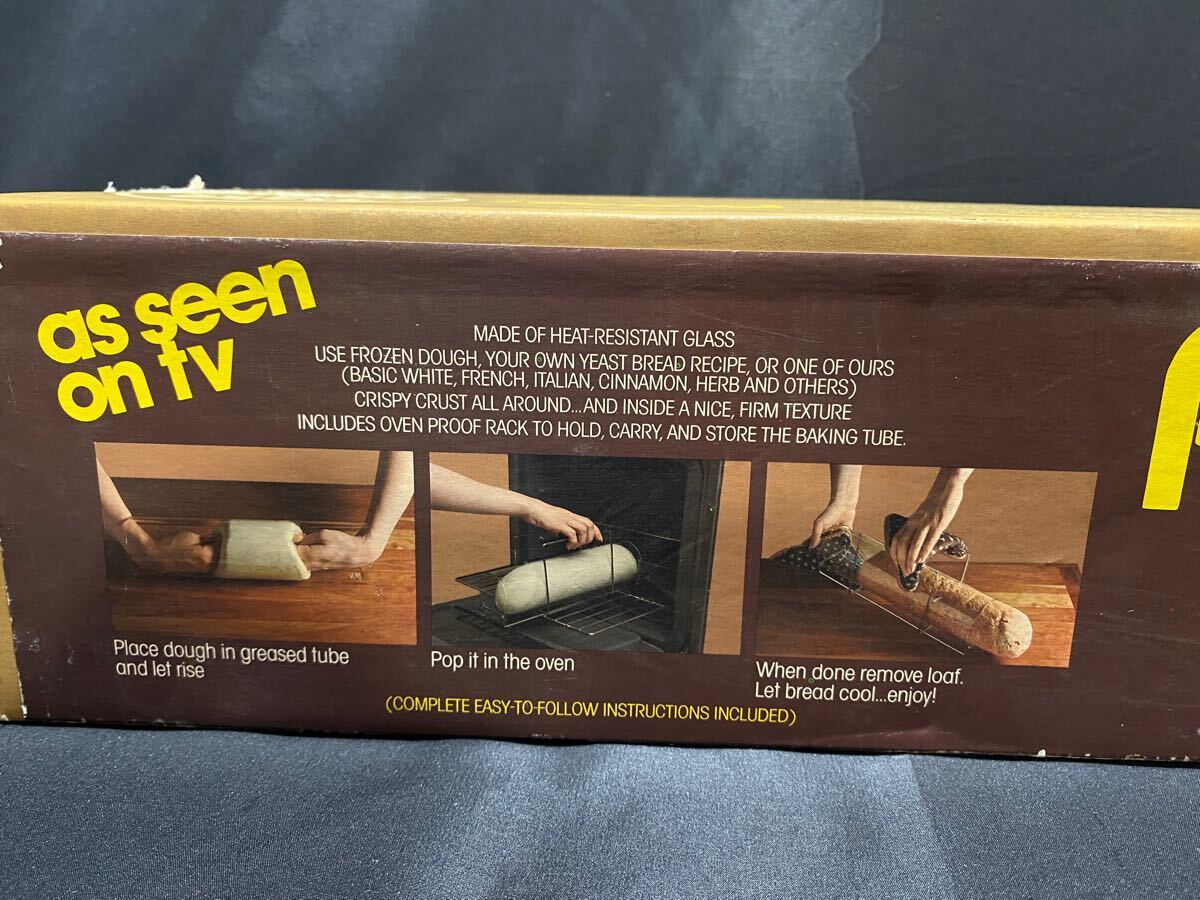 as seen
on tv
MADE OF HEAT-RESISTANT GLASS
USE FROZEN DOUGH, YOUR OWN YEAST BREAD RECIPE, OR ONE OF OURS
(BASIC WHITE, FRENCH, ITALIAN, CINNAMON, HERB AND OTHERS)
CRISPY CRUST ALL AROUND...AND INSIDE A NICE, FIRM TEXTURE
INCLUDES OVEN PROOF RACK TO HOLD, CARRY, AND STORE THE BAKING TUBE.
Place dough in greased tube
and let rise
Pop it in the oven
When done remove loaf.
Let bread cool...enjoy!
(COMPLETE EASY-TO-FOLLOW INSTRUCTIONS INCLUDED)